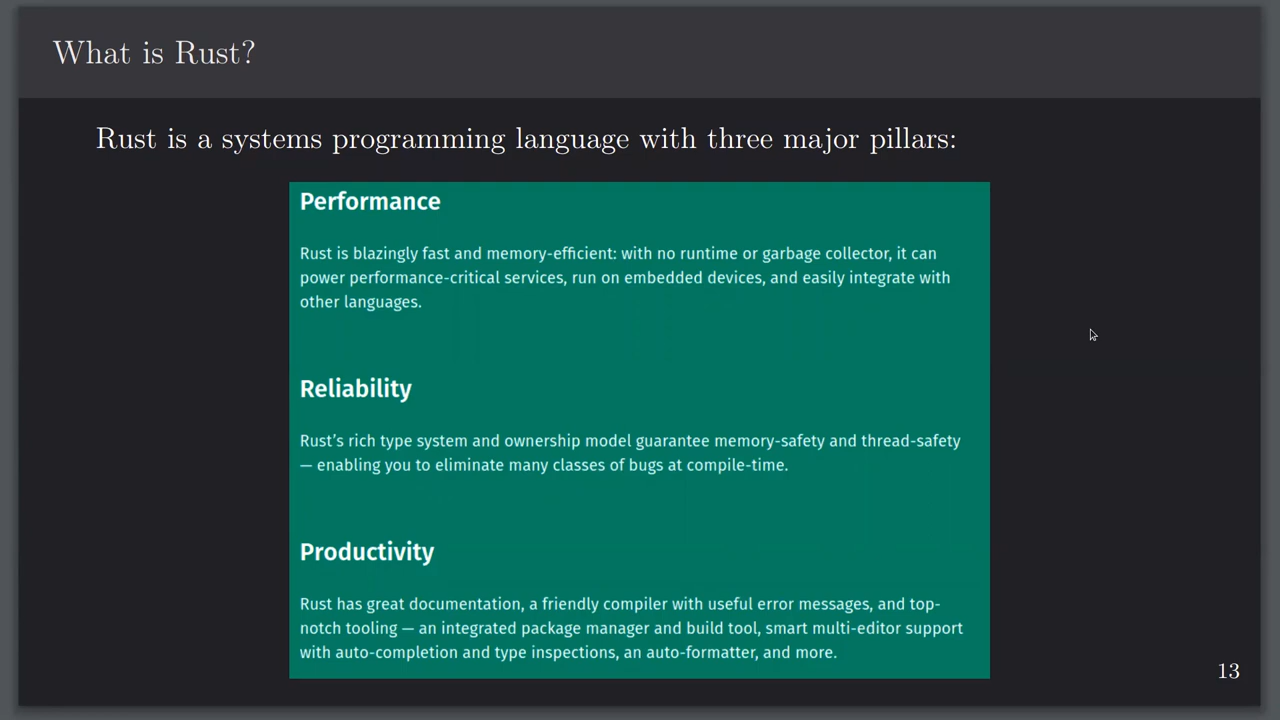 What is Rust?
Rust is a systems programming language with three major pillars:
Performance
Rust is blazingly fast and memory-efficient: with no runtime or garbage collector, it can
power performance-critical services, run on embedded devices, and easily integrate with
other languages.
Reliability
Rust’s rich type system and ownership model guarantee memory-safety and thread-safety
— enabling you to eliminate many classes of bugs at compile-time.
Productivity
Rust has great documentation, a friendly compiler with useful error messages, and top-
notch tooling — an integrated package manager and build tool, smart multi-editor support
with auto-completion and type inspections, an auto-formatter, and more.
13